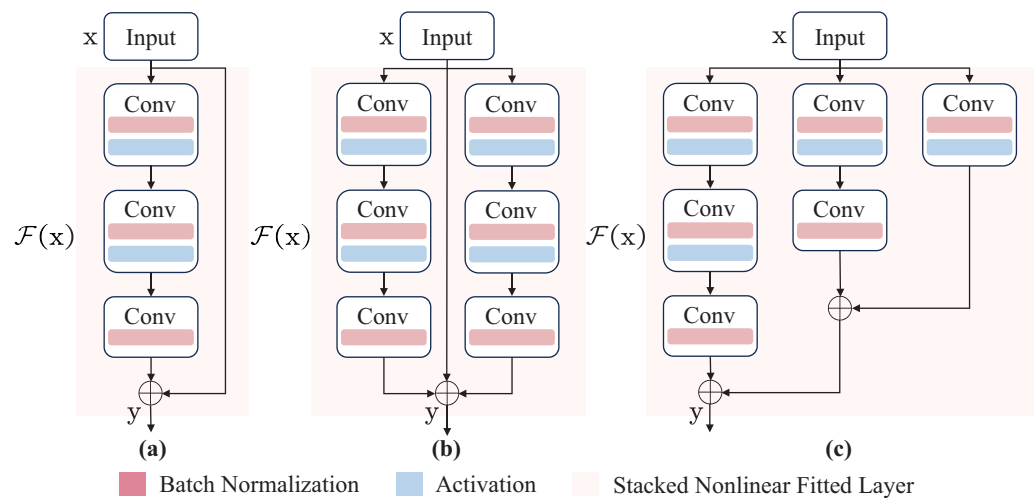 x Input
Conv
Conv
F(x)
Conv
y
(a)
x Input
Conv Conv
Conv Conv
F(x)
Conv Conv
y
(b)
x Input
Conv Conv Conv
Conv Conv
F(x)
Conv
y
(c)
Batch Normalization Activation Stacked Nonlinear Fitted Layer